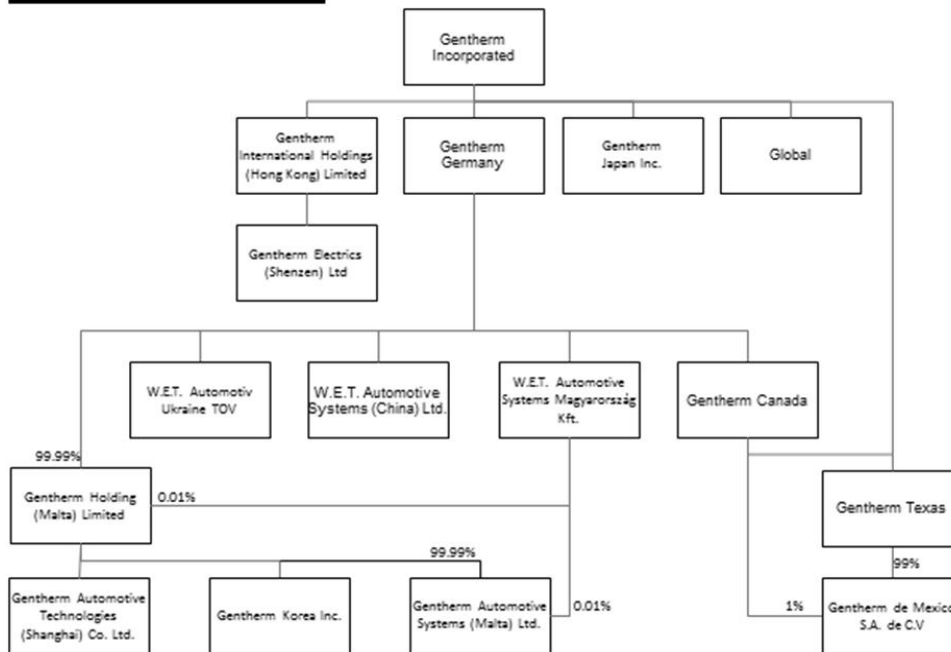 Gentherm
Incorporated
Gentherm
International Holdings
(Hong Kong) Limited
Gentherm
Germany
Gentherm
Japan Inc.
Global
Gentherm Electrics
(Shenzen) Ltd
W.E.T. Automotiv
Ukraine TOV
W.E.T. Automotive
Systems (China) Ltd.
W.E.T. Automotive
Systems Magyarország
Kft.
Gentherm Canada
99.99%
Gentherm Holding
(Malta) Limited
0.01%
Gentherm Texas
99.99%
99%
Gentherm Automotive
Technologies
(Shanghai) Co. Ltd.
Gentherm Korea Inc.
Gentherm Automotive
Systems (Malta) Ltd.
0.01%
1%
Gentherm de Mexico
S.A. de C.V